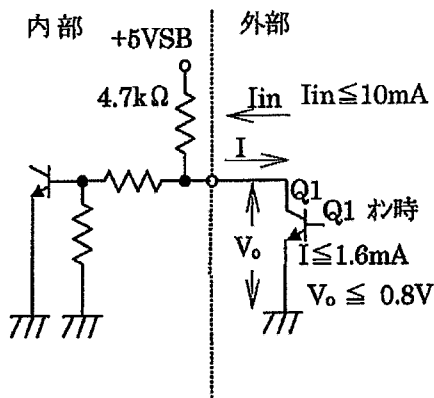 内部
外部
+5VSB
4.7kΩ
Iin
Iin≦10mA
I
Q1
Q1 オン時
Vo
I≦1.6mA
Vo ≦ 0.8V